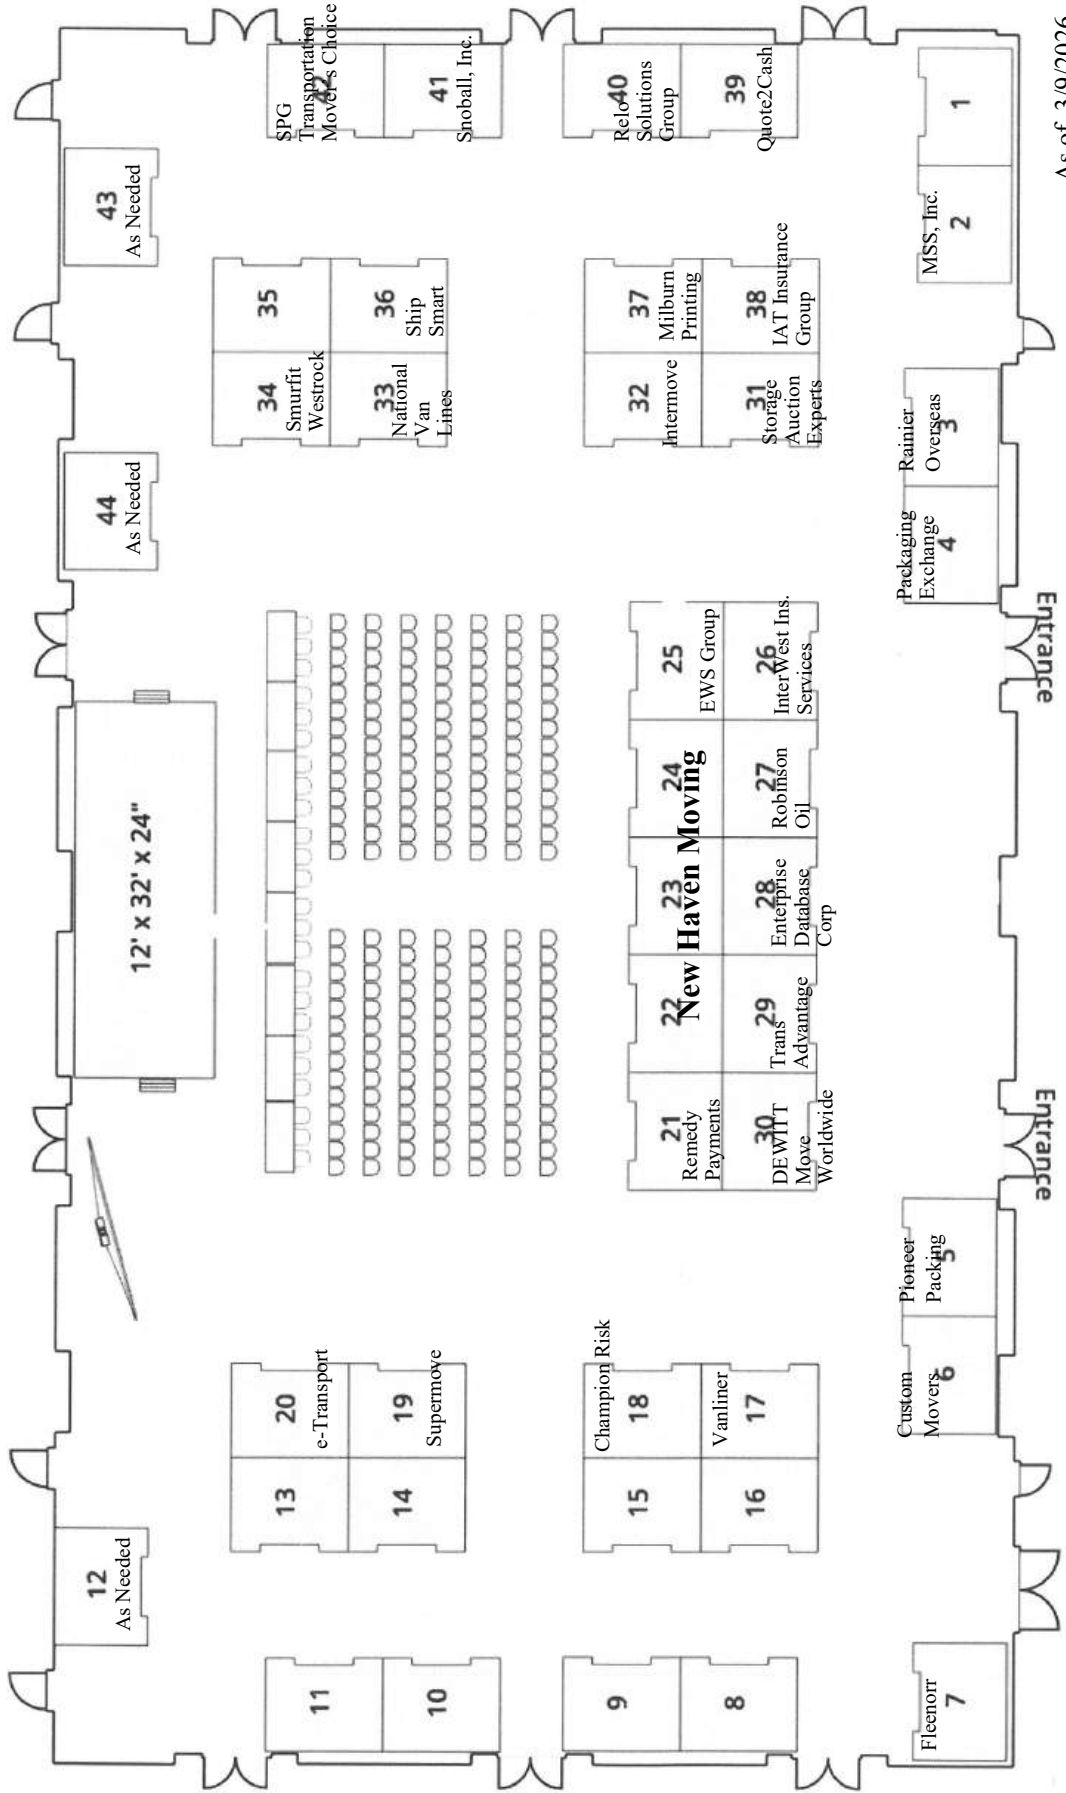 12
As Needed
12' x 32' x 24"
44
As Needed
43
As Needed
11
10
9
8
7
Fleenorr
13
14
20
e-Transport
19
Supermove
15
16
18
Champion Risk
17
Vanliner
21
Remedy
Payments
22
23
24
New Haven Moving
25
EWS Group
30
DEWITT
Move
Worldwide
29
Trans
Advantage
28
Enterprise
Database
Corp
27
Robinson
Oil
26
InterWest Ins.
Services
34
Smurfit
Westrock
35
33
National
Van
Lines
36
Ship
Smart
32
Intermove
37
Milburn
Printing
31
Storage
Auction
Experts
38
IAT Insurance
Group
42
SPG
Transportation
Mover's Choice
41
Snoball, Inc.
40
Relo
Solutions
Group
39
Quote2Cash
6
Custom
Movers
5
Pioneer
Packing
4
Packaging
Exchange
3
Rainier
Overseas
2
MSS, Inc.
1
Entrance
Entrance
As of 3/9/2026